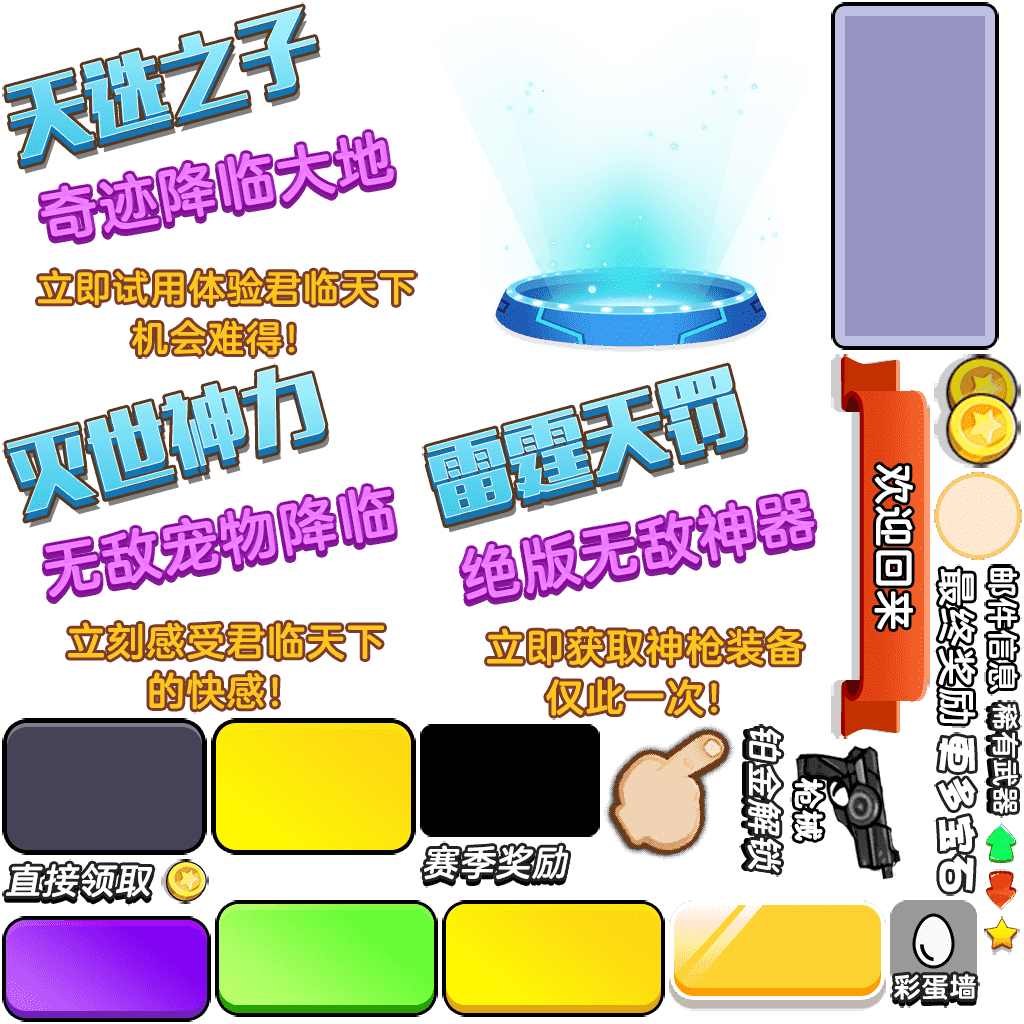 天选之子
奇迹降临大地
立即试用体验君临天下
机会难得!
灭世神力
无敌宠物降临
立刻感受君临天下
的快感!
雷霆天罚
绝版无敌神器
立即获取神枪装备
仅此一次!
欢迎回来
邮件信息
稀有武器
最终奖励
更多宝石
铂金解锁
枪械
直接领取
赛季奖励
彩蛋墙